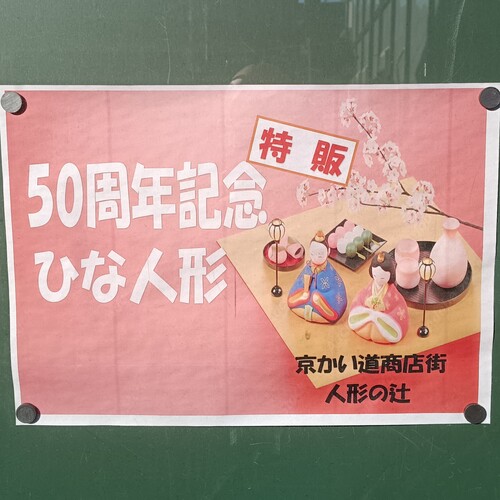 特販
50周年記念
ひな人形
京かい道商店街
人形の辻